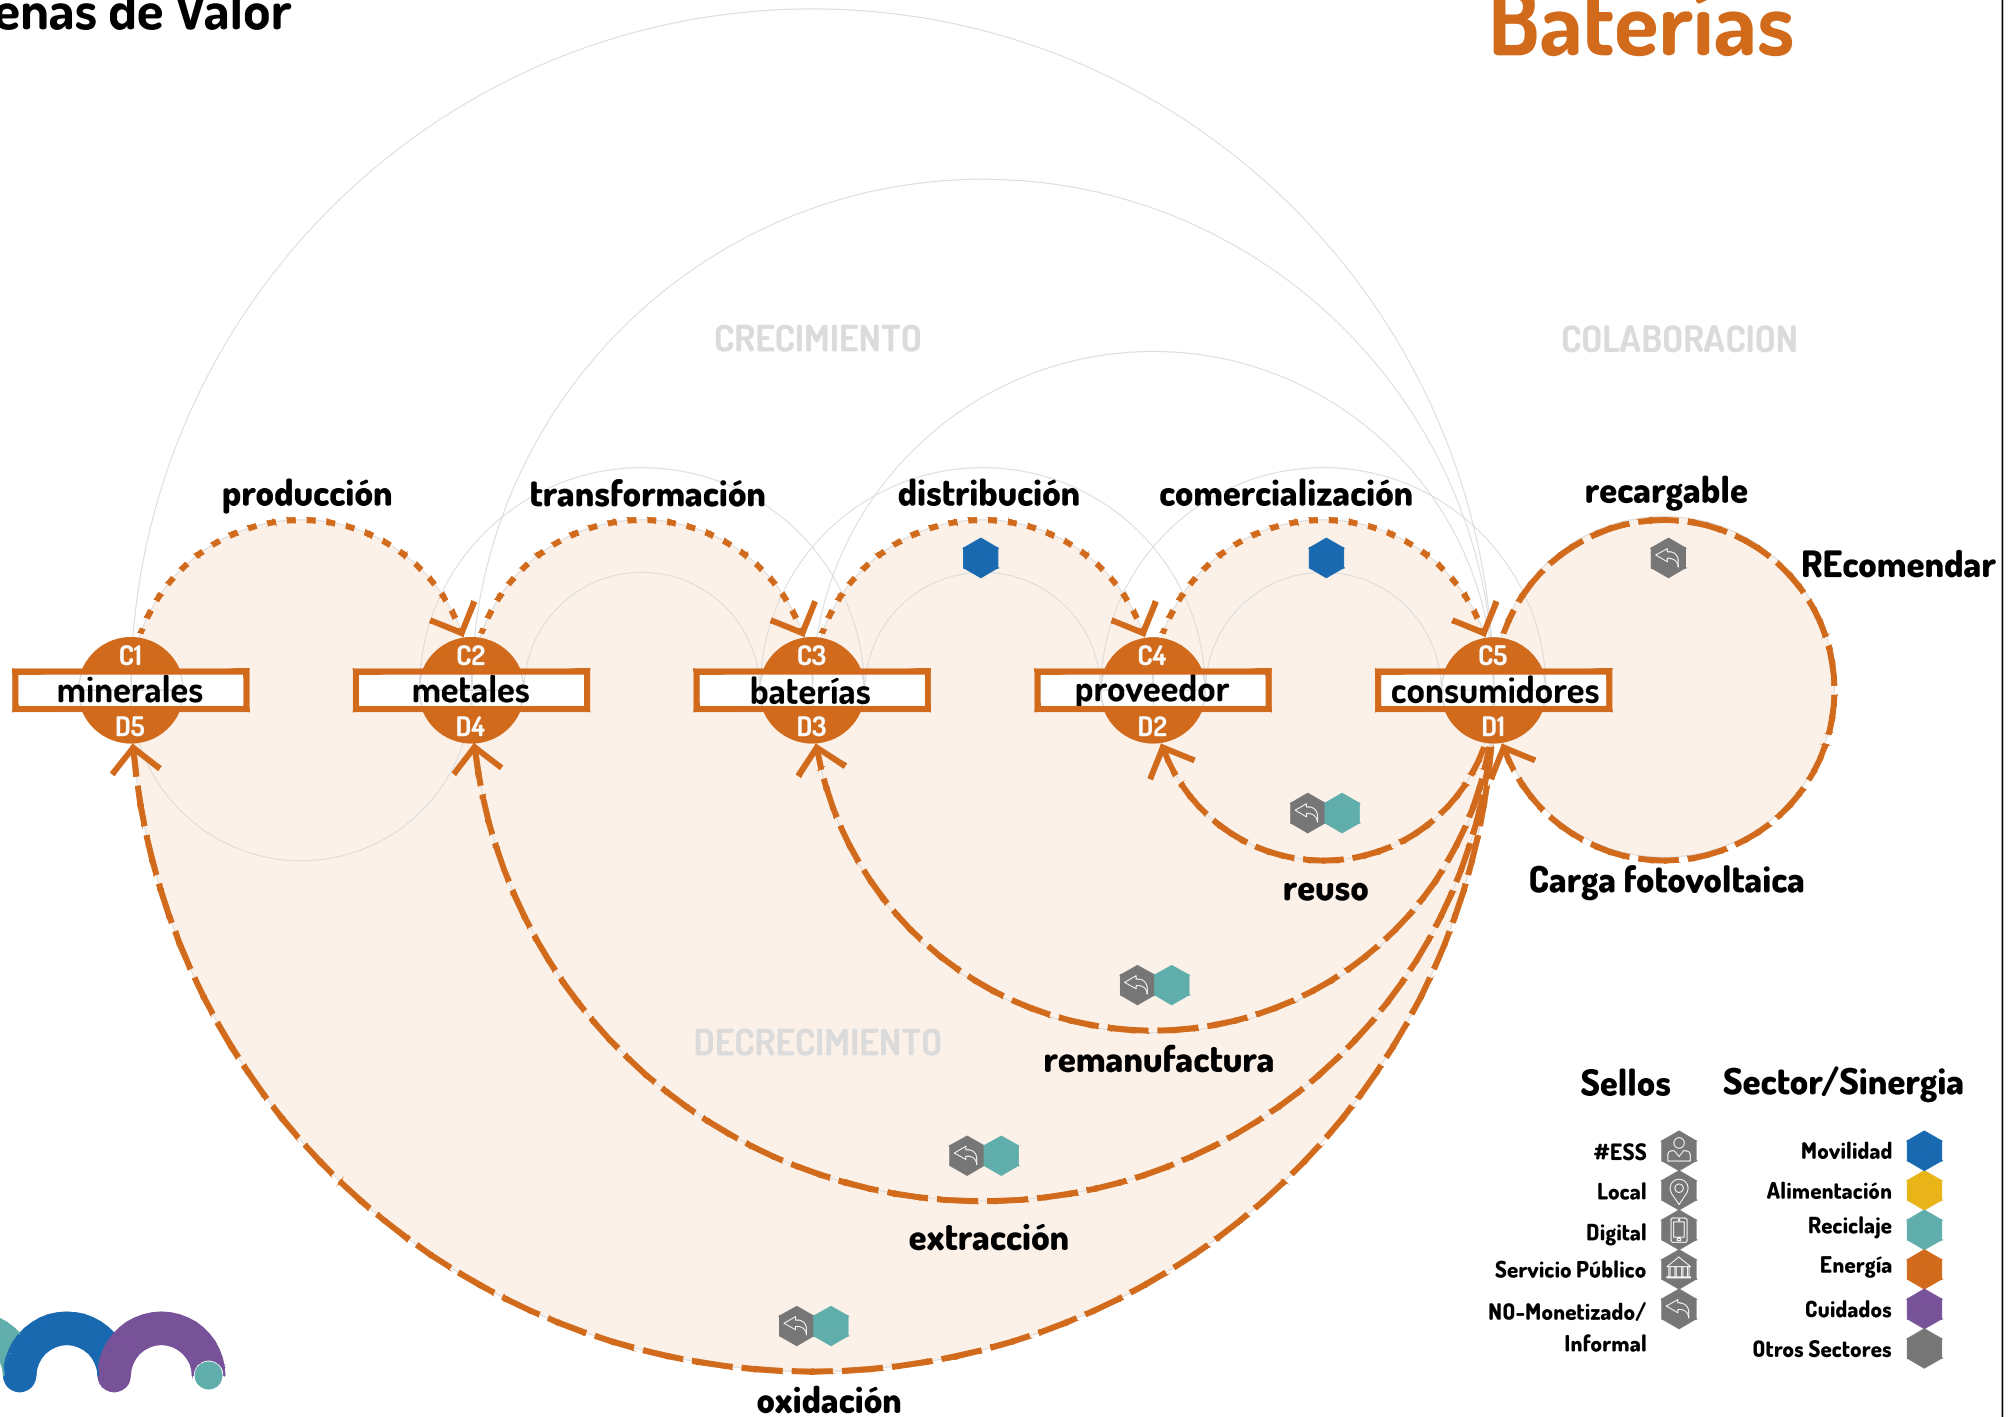 enas de Valor
Baterías
CRECIMIENTO
COLABORACION
producción
transformación
distribución
comercialización
recargable
REcomendar
C1
minerales
D5
C2
metales
D4
C3
baterías
D3
C4
proveedor
D2
C5
consumidores
D1
Carga fotovoltaica
reuso
remanufactura
DECRECIMIENTO
extracción
oxidación
Sellos
#ESS
Local
Digital
Servicio Público
NO-Monetizado/
Informal
Sector/Sinergia
Movilidad
Alimentación
Reciclaje
Energía
Cuidados
Otros Sectores